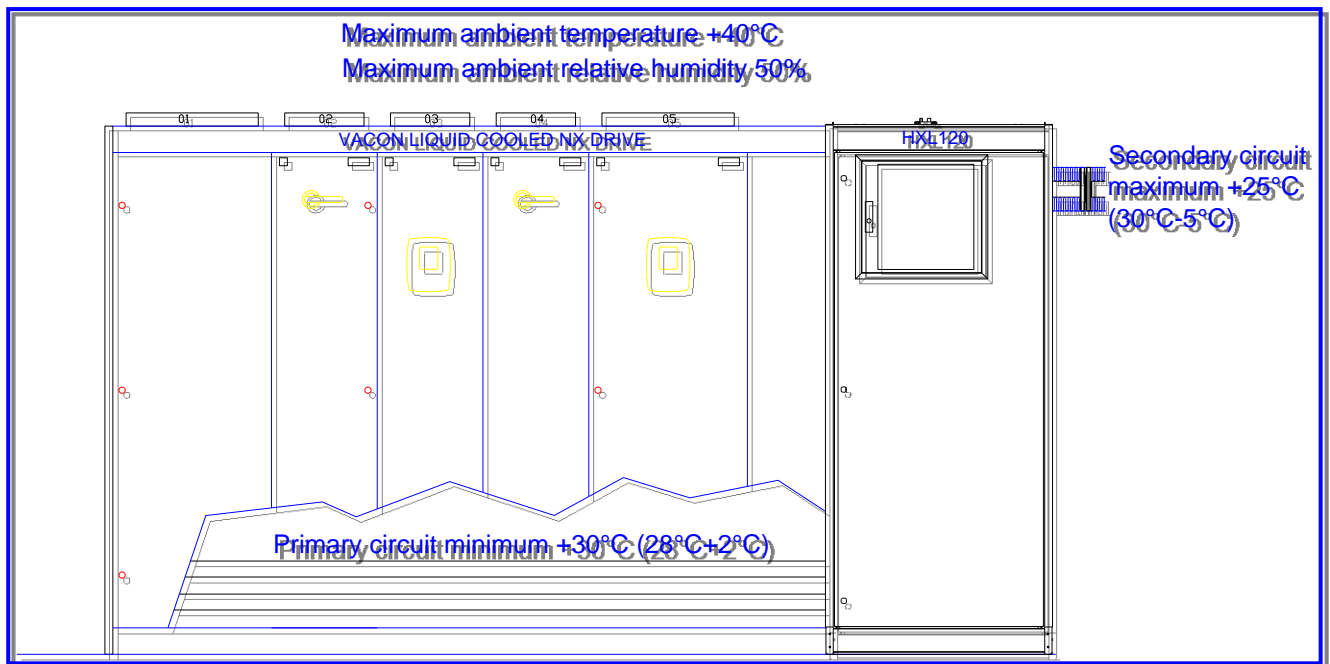 Maximum ambient temperature +40°C
Maximum ambient relative humidity 50%
01 02 03 04 05
VACON LIQUID COOLED NX DRIVE
HXL120
Secondary circuit
maximum +25°C
(30°C-5°C)
Primary circuit minimum +30°C (28°C+2°C)